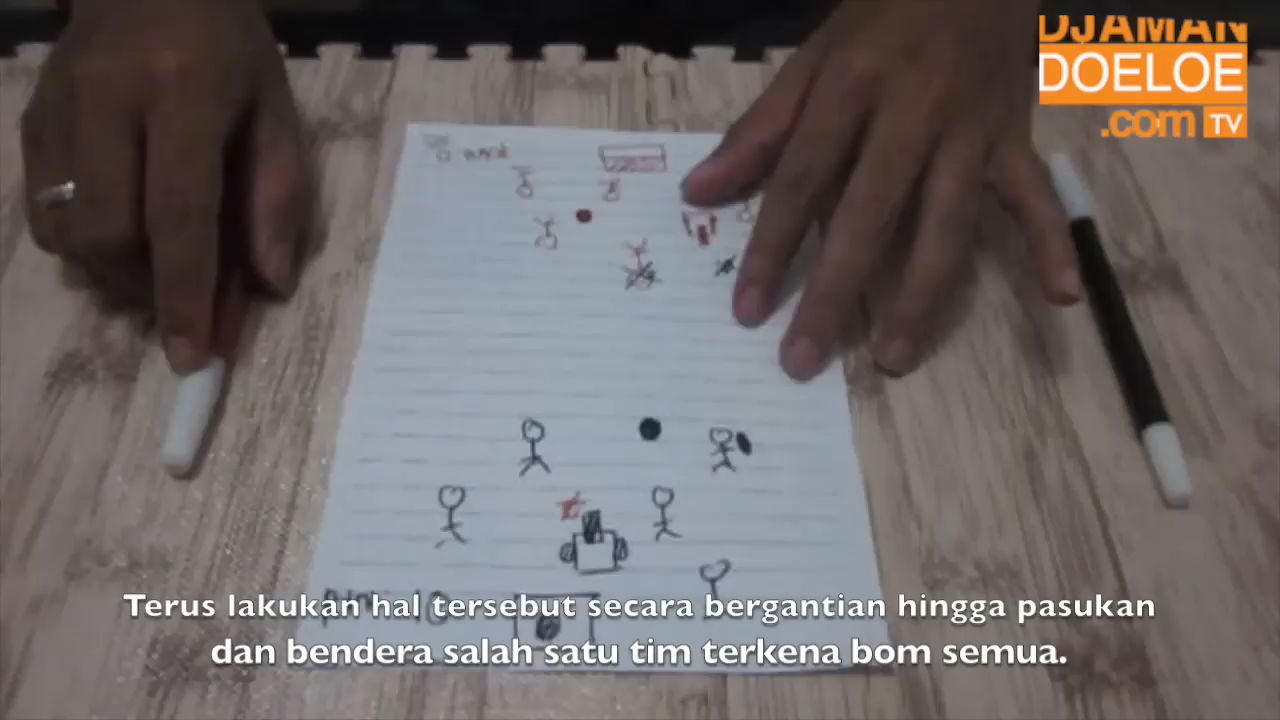 DJAMAN
DOELOE
.com TV
Terus lakukan hal tersebut secara bergantian hingga pasukan
dan bendera salah satu tim terkena bom semua.